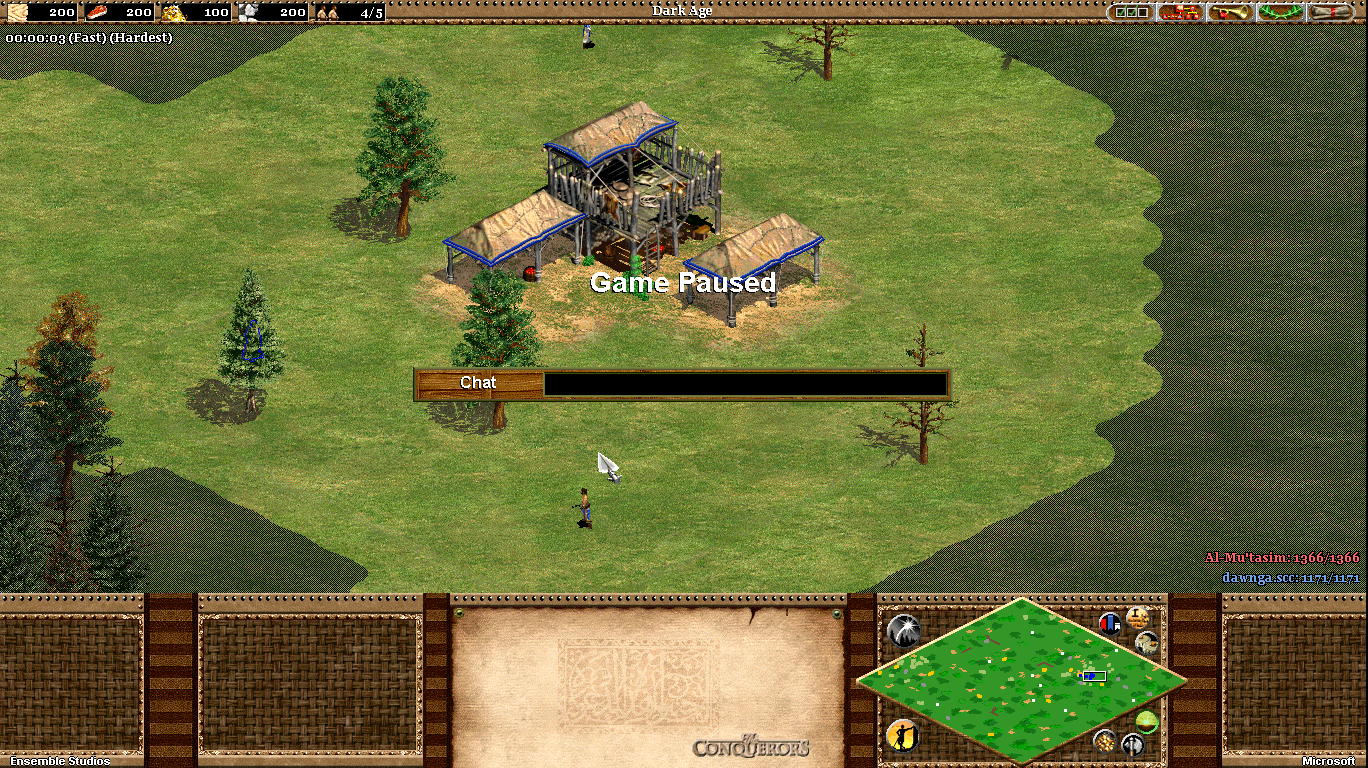 200 200 100 200 4/5
Dark Age
00:00:03 (Fast) (Hardest)
Game Paused
Chat
Al-Mu'tasim: 1366/1366
dawnga.scc: 1171/1171
The CONQUERORS
Ensemble Studios
Microsoft